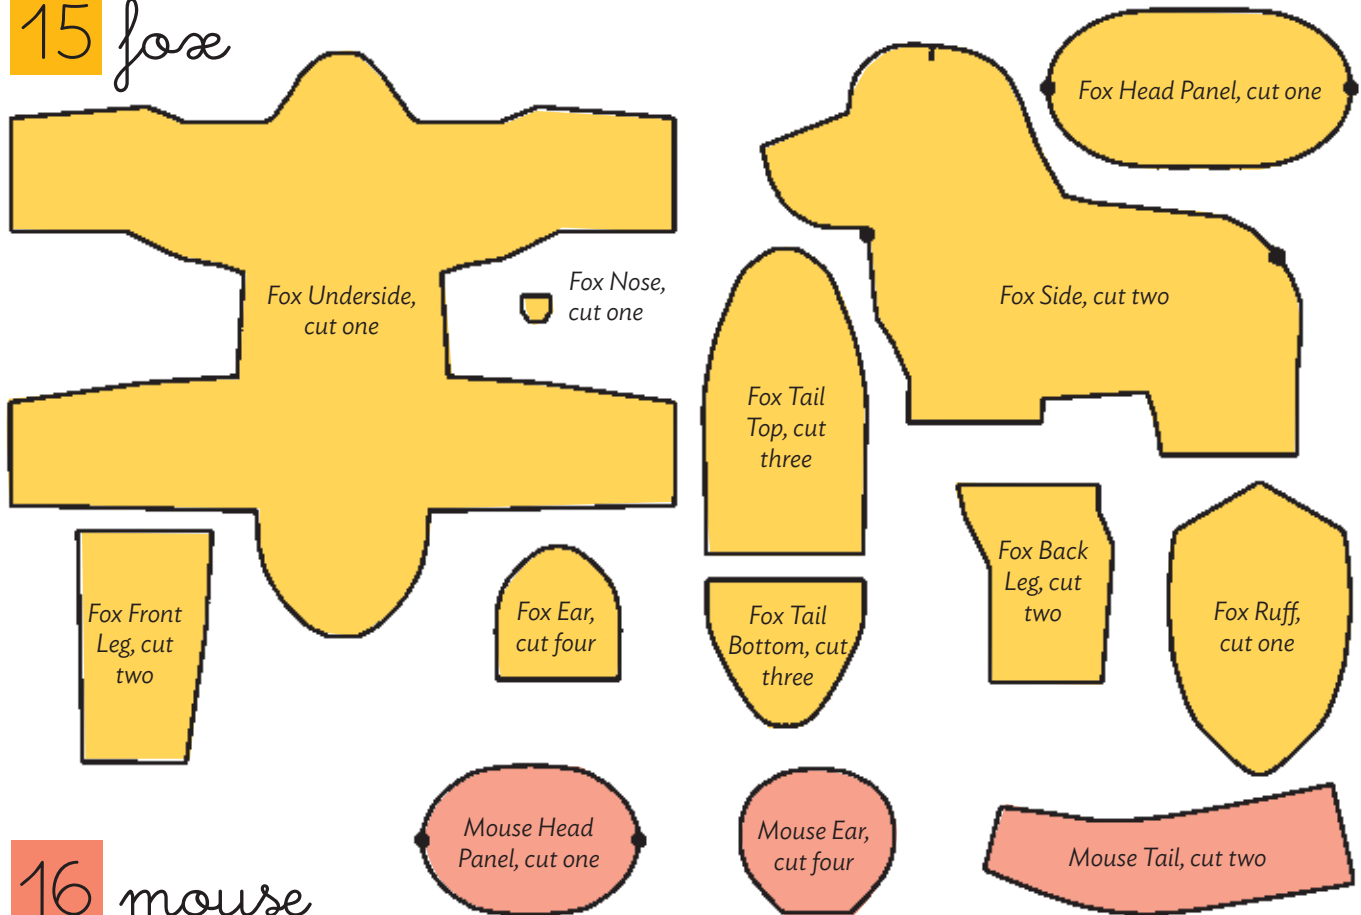 15 fox
Fox Head Panel, cut one
Fox Underside,
cut one
Fox Nose,
cut one
Fox Side, cut two
Fox Tail
Top, cut
three
Fox Front
Leg, cut
two
Fox Ear,
cut four
Fox Tail
Bottom, cut
three
Fox Back
Leg, cut
two
Fox Ruff,
cut one
Mouse Head
Panel, cut one
Mouse Ear,
cut four
Mouse Tail, cut two
16 mouse